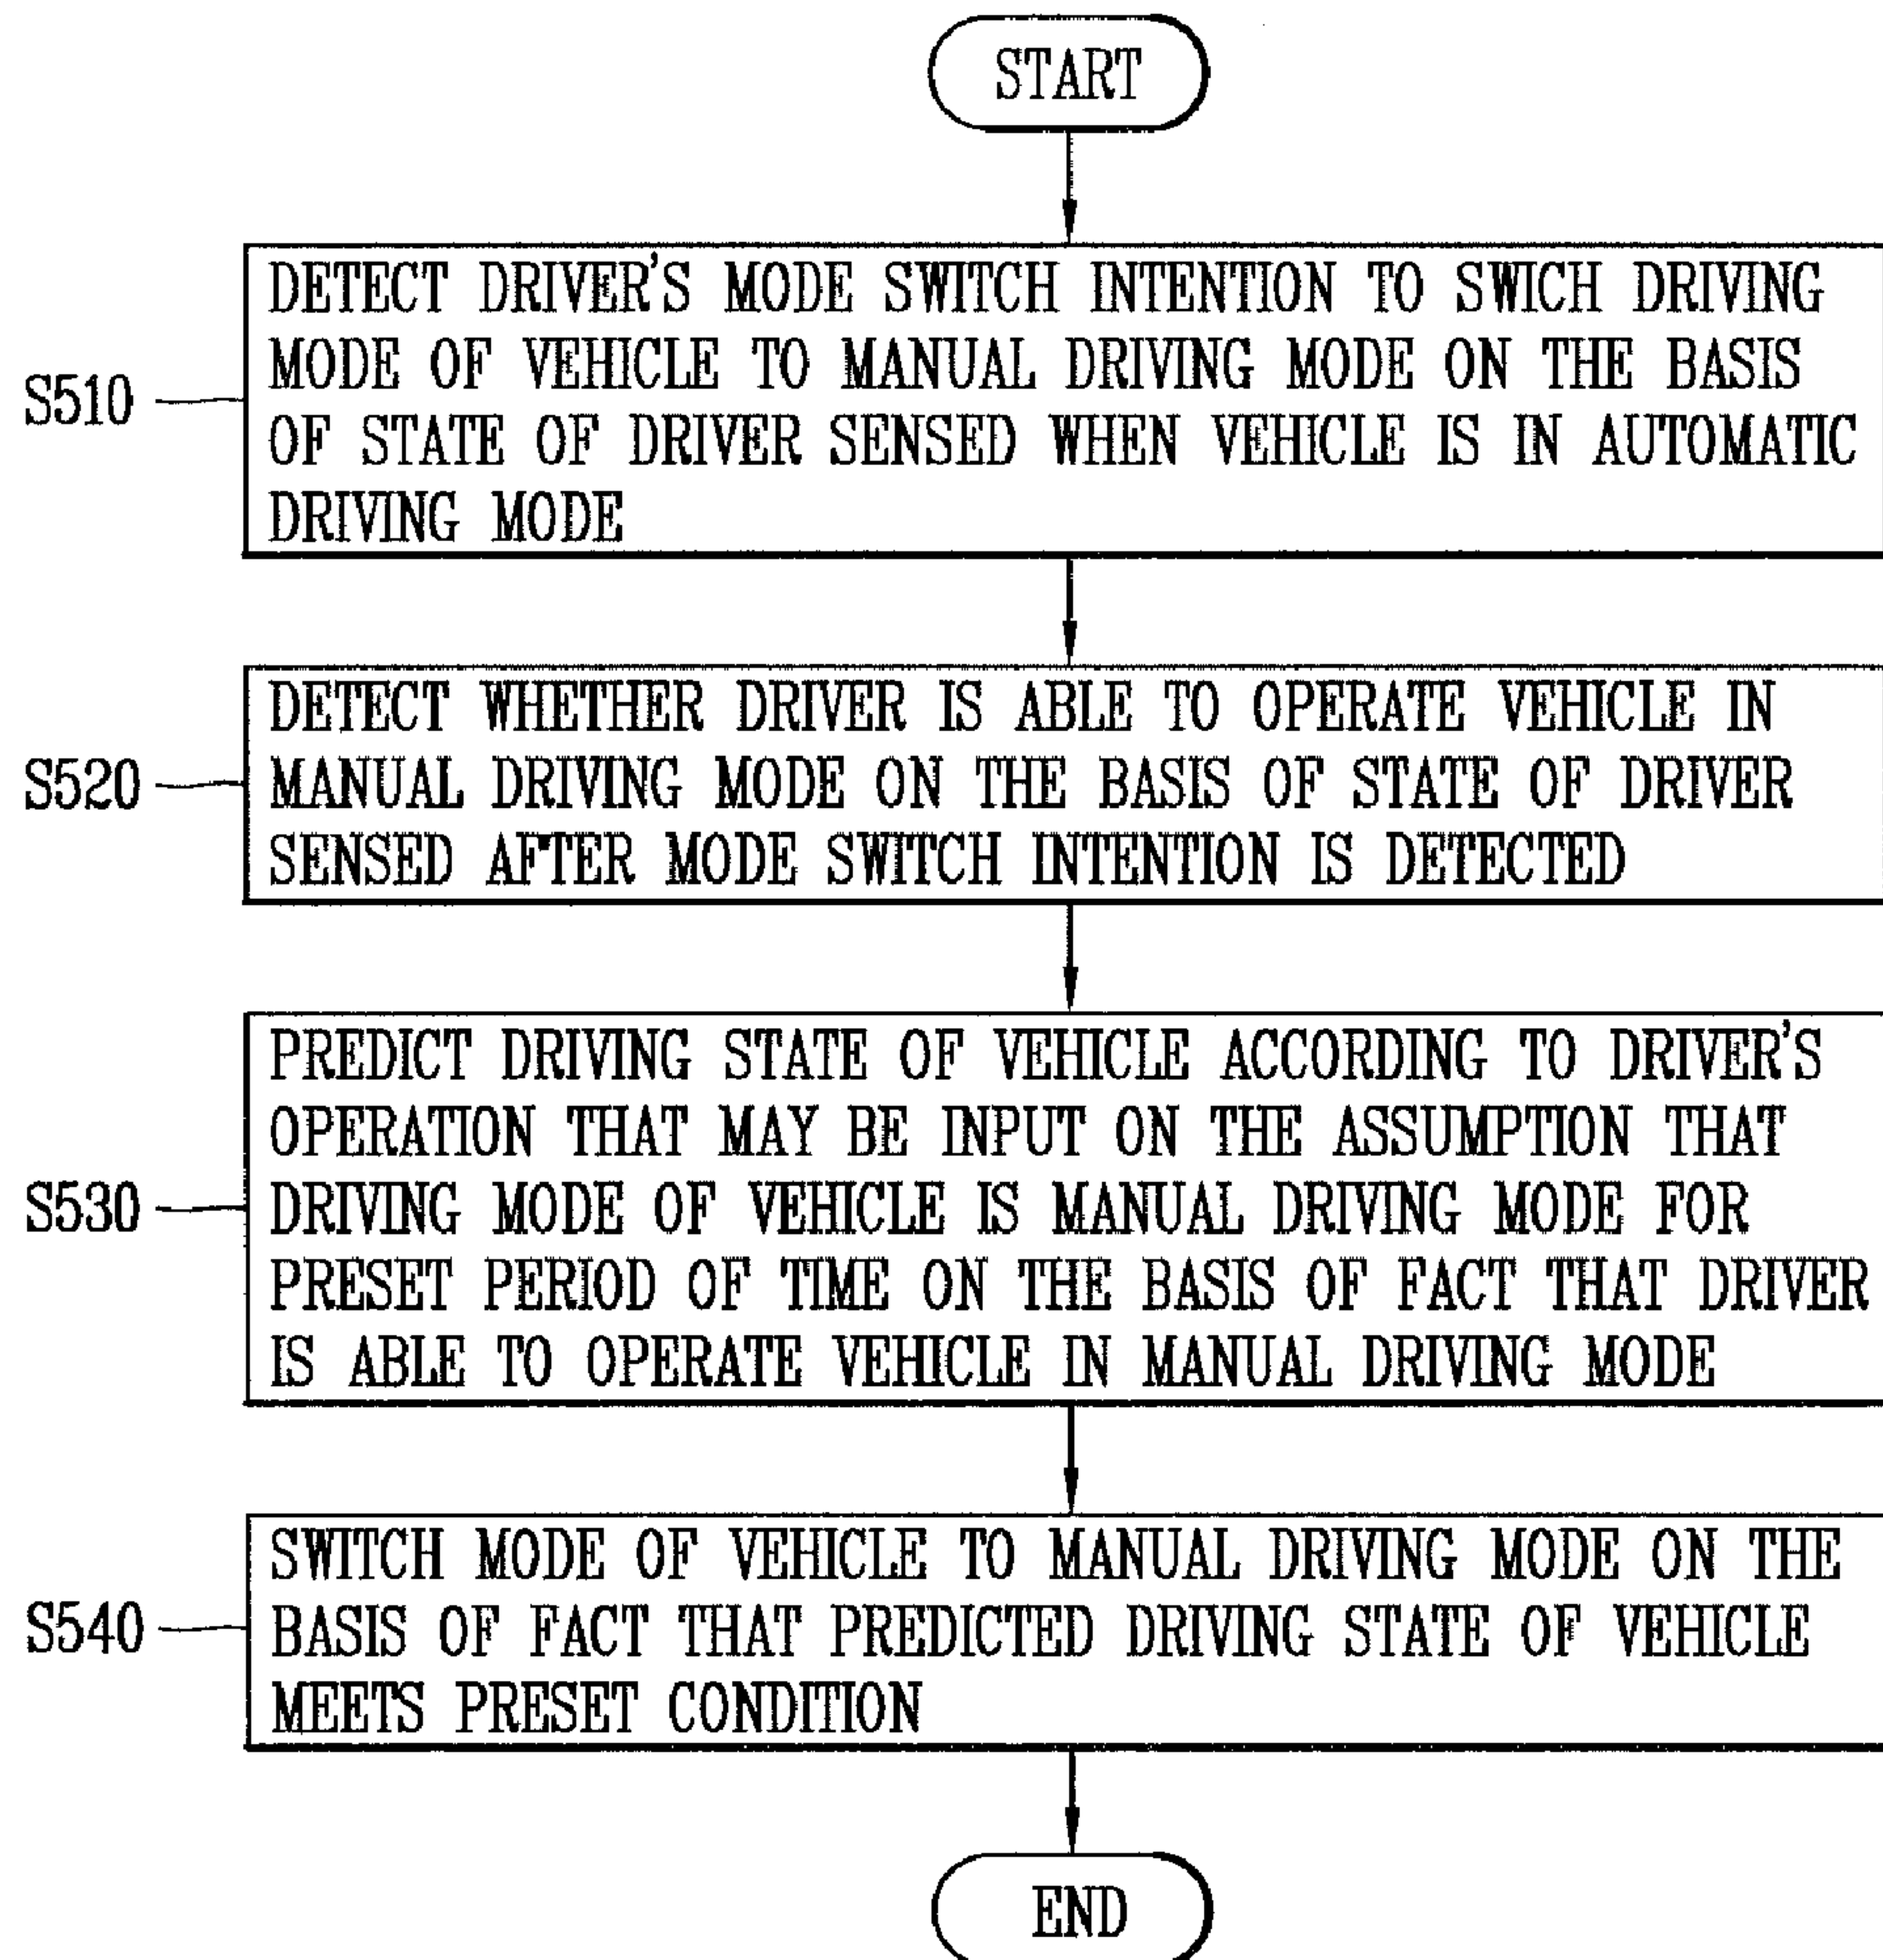 START
S510
DETECT DRIVER'S MODE SWITCH INTENTION TO SWICH DRIVING
MODE OF VEHICLE TO MANUAL DRIVING MODE ON THE BASIS
OF STATE OF DRIVER SENSED WHEN VEHICLE IS IN AUTOMATIC
DRIVING MODE
S520
DETECT WHETHER DRIVER IS ABLE TO OPERATE VEHICLE IN
MANUAL DRIVING MODE ON THE BASIS OF STATE OF DRIVER
SENSED AFTER MODE SWITCH INTENTION IS DETECTED
S530
PREDICT DRIVING STATE OF VEHICLE ACCORDING TO DRIVER'S
OPERATION THAT MAY BE INPUT ON THE ASSUMPTION THAT
DRIVING MODE OF VEHICLE IS MANUAL DRIVING MODE FOR
PRESET PERIOD OF TIME ON THE BASIS OF FACT THAT DRIVER
IS ABLE TO OPERATE VEHICLE IN MANUAL DRIVING MODE
S540
SWITCH MODE OF VEHICLE TO MANUAL DRIVING MODE ON THE
BASIS OF FACT THAT PREDICTED DRIVING STATE OF VEHICLE
MEETS PRESET CONDITION
END